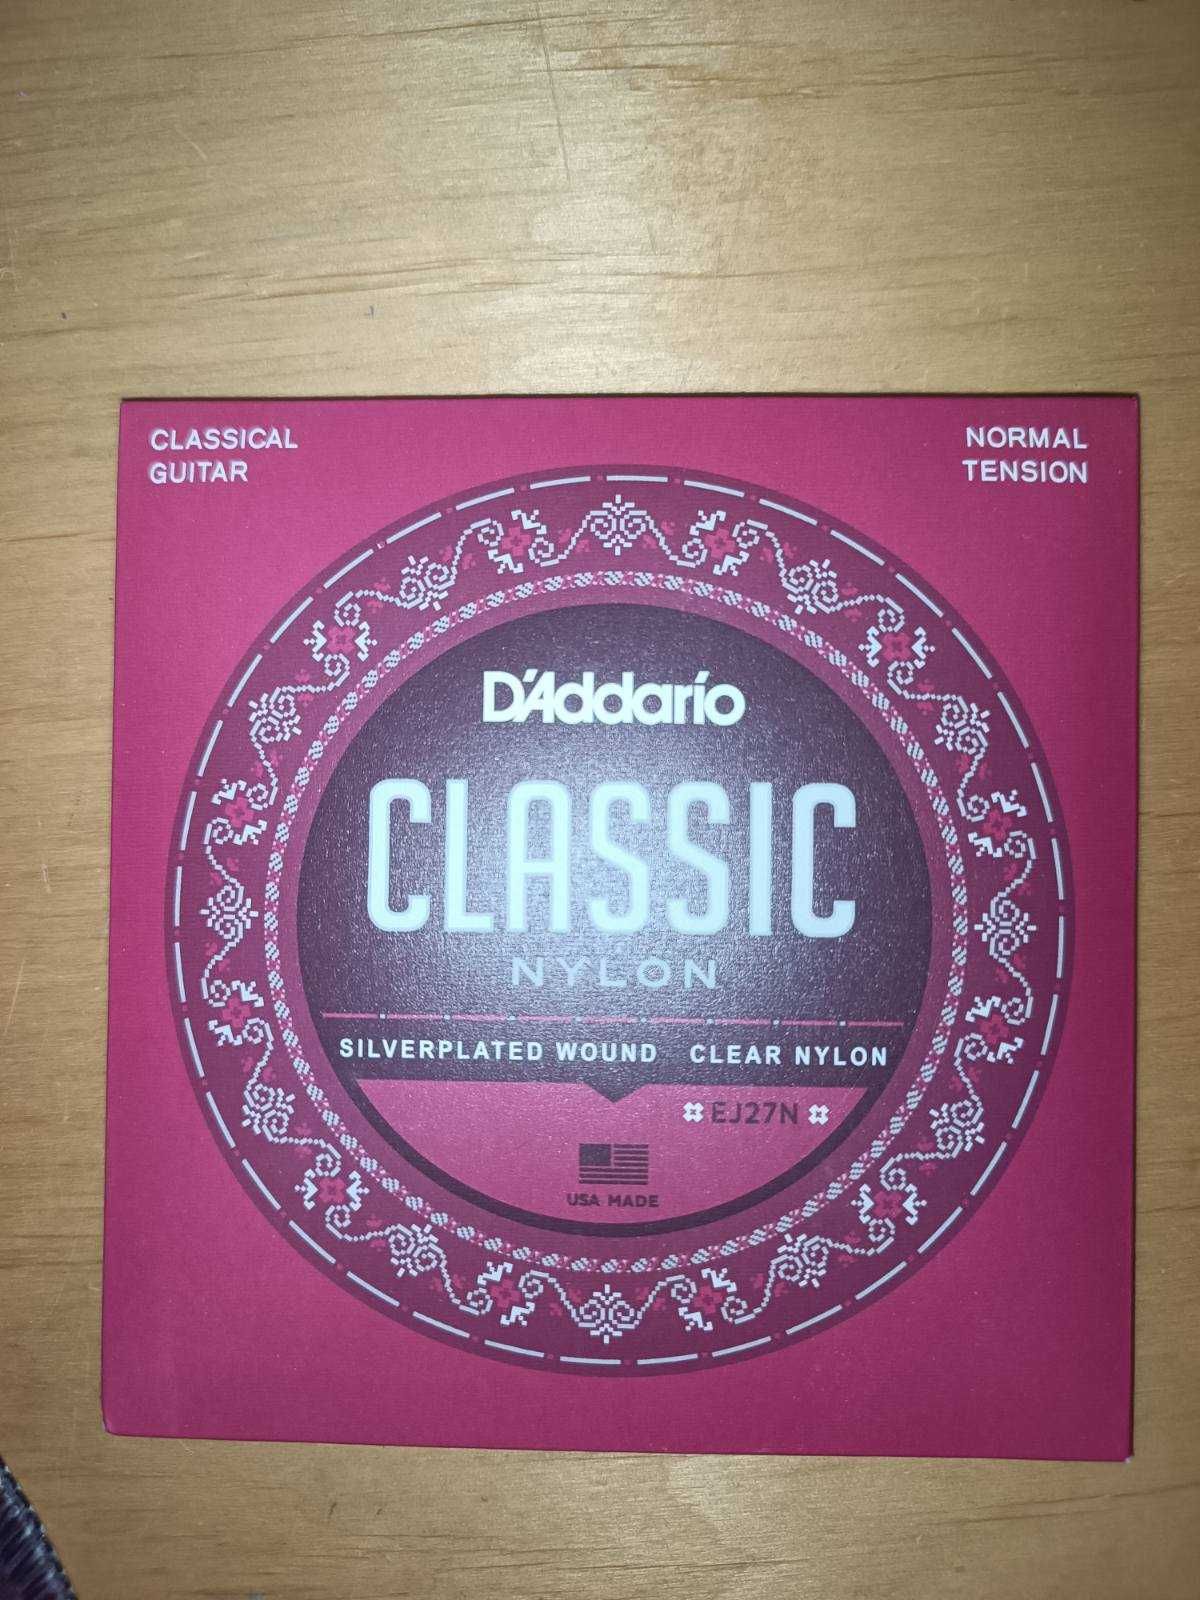 CLASSICAL
GUITAR
NORMAL
TENSION
D'Addario
CLASSIC
NYLON
SILVERPLATED WOUND CLEAR NYLON
EJ27N
USA MADE